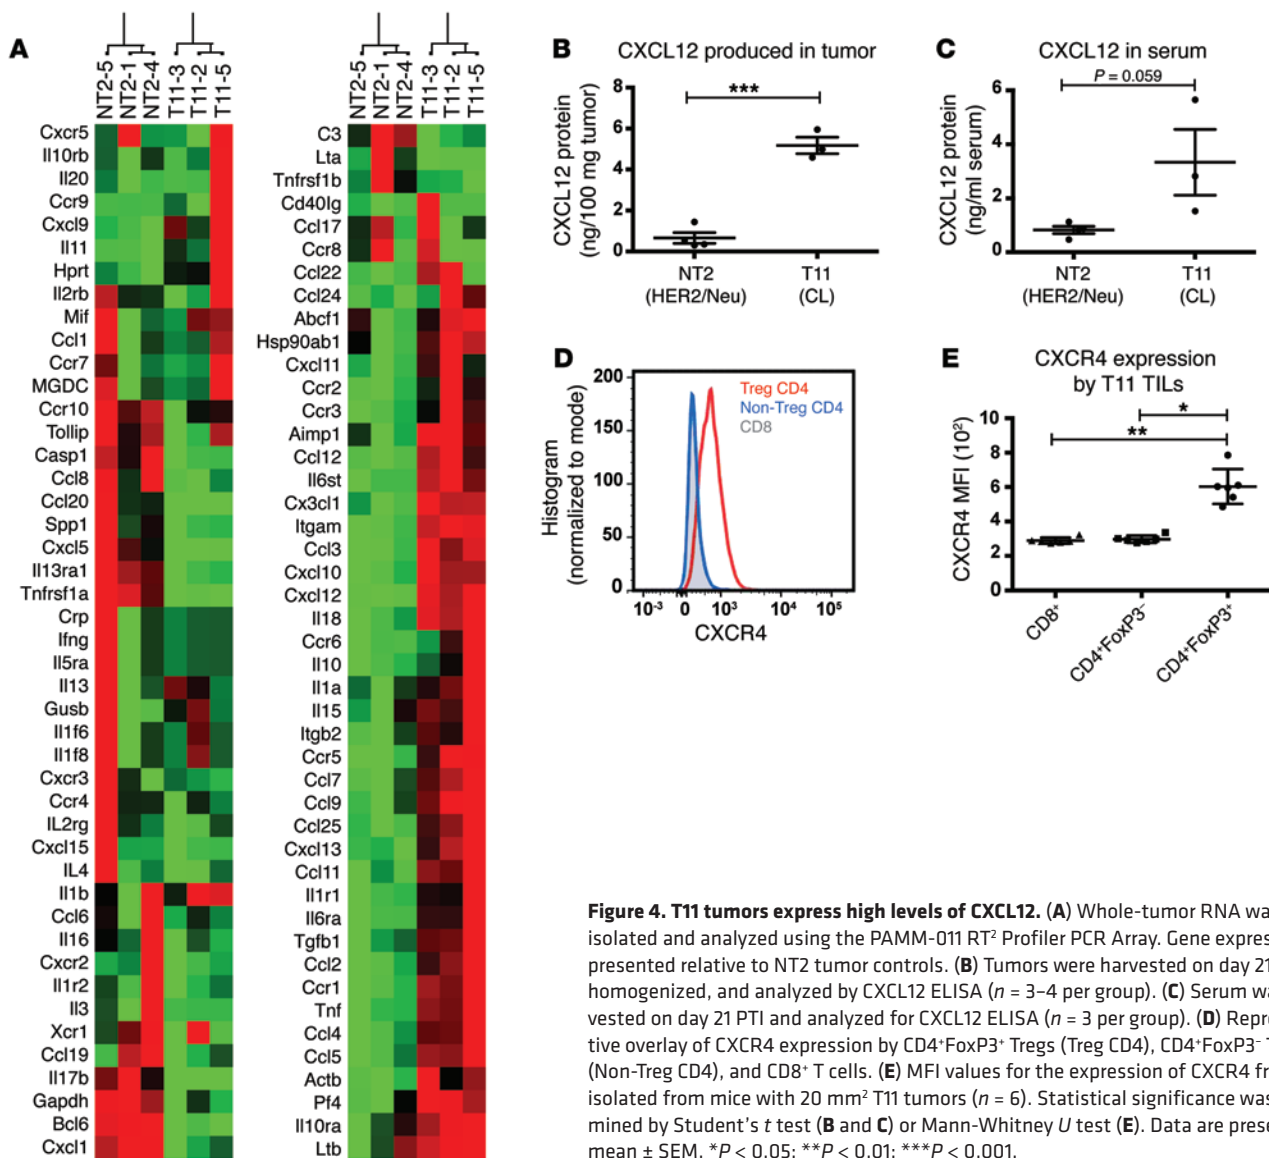 A
NT2-5
NT2-1
NT2-4
T11-3
T11-2
T11-5
Cxcr5
Il10rb
Il20
Ccr9
Cxcl9
Il11
Hprt
Il2rb
Mif
Ccl1
Ccr7
MGDC
Ccr10
Tollip
Casp1
Ccl8
Ccl20
Spp1
Cxcl5
Il13ra1
Tnfrsf1a
Crp
Ifng
Il5ra
Il13
Gusb
Il1f6
Il1f8
Cxcr3
Ccr4
IL2rg
Cxcl15
IL4
Il1b
Ccl6
Il16
Cxcr2
Il1r2
Il3
Xcr1
Ccl19
Il17b
Gapdh
Bcl6
Cxcl1
NT2-5
NT2-1
NT2-4
T11-3
T11-2
T11-5
C3
Lta
Tnfrsf1b
Cd40lg
Ccl17
Ccr8
Ccl22
Ccl24
Abcf1
Hsp90ab1
Cxcl11
Ccr2
Ccr3
Aimp1
Ccl12
Il6st
Cx3cl1
Itgam
Ccl3
Cxcl10
Cxcl12
Il18
Ccr6
Il10
Il1a
Il15
Itgb2
Ccr5
Ccl7
Ccl9
Ccl25
Cxcl13
Ccl11
Il1r1
Il6ra
Tgfb1
Ccl2
Ccr1
Tnf
Ccl4
Ccl5
Actb
Pf4
Il10ra
Ltb
B
CXCL12 produced in tumor
CXCL12 protein
(ng/100 mg tumor)
8
6
4
2
0
***
NT2
(HER2/Neu)
T11
(CL)
C
CXCL12 in serum
CXCL12 protein
(ng/ml serum)
6
4
2
0
P = 0.059
NT2
(HER2/Neu)
T11
(CL)
D
Histogram
(normalized to mode)
200
150
100
50
0
Treg CD4
Non-Treg CD4
CD8
10⁻³
0
10³
10⁴
10⁵
CXCR4
E
CXCR4 expression
by T11 TILs
CXCR4 MFI (10²)
10
8
6
4
2
0
*
**
CD8⁺
CD4⁺FoxP3⁻
CD4⁺FoxP3⁺
Figure 4. T11 tumors express high levels of CXCL12. (A) Whole-tumor RNA wa
isolated and analyzed using the PAMM-011 RT² Profiler PCR Array. Gene expres
presented relative to NT2 tumor controls. (B) Tumors were harvested on day 21
homogenized, and analyzed by CXCL12 ELISA (n = 3–4 per group). (C) Serum wa
vested on day 21 PTI and analyzed for CXCL12 ELISA (n = 3 per group). (D) Repre
tive overlay of CXCR4 expression by CD4⁺FoxP3⁺ Tregs (Treg CD4), CD4⁺FoxP3⁻ T
(Non-Treg CD4), and CD8⁺ T cells. (E) MFI values for the expression of CXCR4 fr
isolated from mice with 20 mm² T11 tumors (n = 6). Statistical significance was
mined by Student's t test (B and C) or Mann-Whitney U test (E). Data are prese
mean ± SEM. *P < 0.05; **P < 0.01; ***P < 0.001.